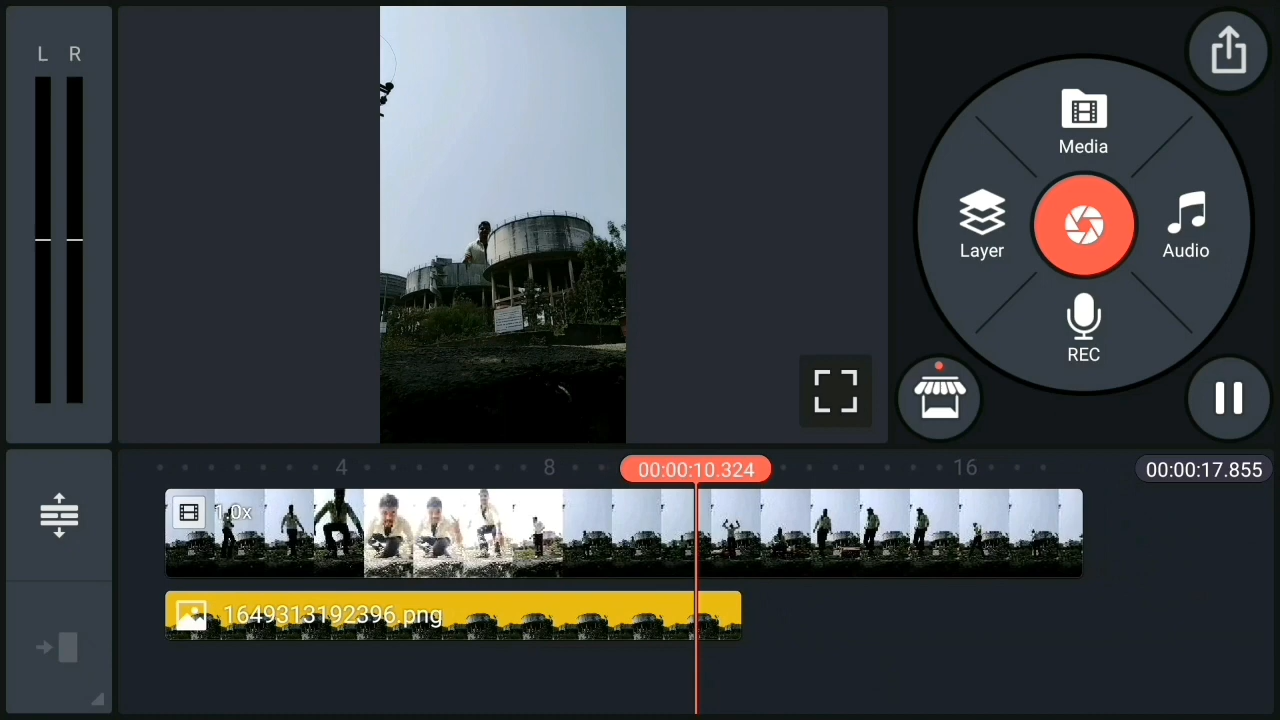 L R
Media
Layer
Audio
REC
4
8
00:00:10.324
16
00:00:17.855
1.0x
1649313192396.png